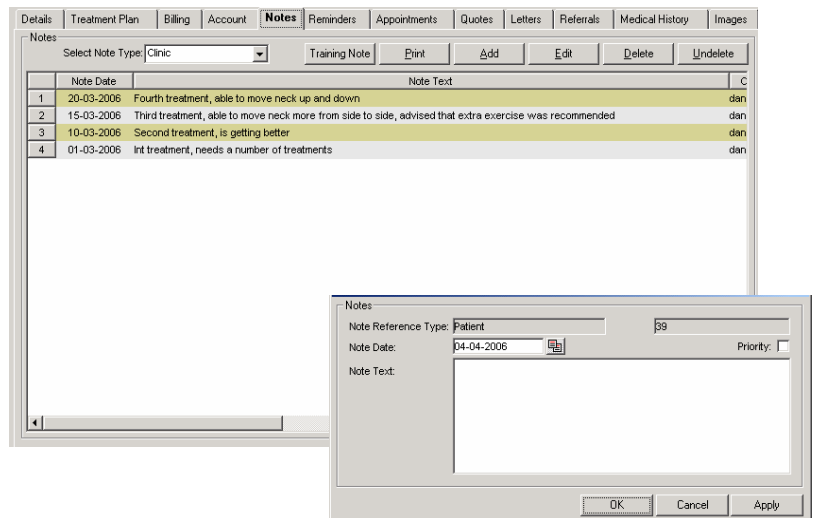 Details Treatment Plan Billing Account Notes Reminders Appointments Quotes Letters Referrals Medical History Images
Notes
Select Note Type: Clinic Training Note Print Add Edit Delete Undelete
Note Date Note Text C
1 20-03-2006 Fourth treatment, able to move neck up and down dan
2 15-03-2006 Third treatment, able to move neck more from side to side, advised that extra exercise was recommended dan
3 10-03-2006 Second treatment, is getting better dan
4 01-03-2006 Int treatment, needs a number of treatments dan
Notes
Note Reference Type: Patient 39
Note Date: 04-04-2006 Priority:
Note Text:
OK Cancel Apply